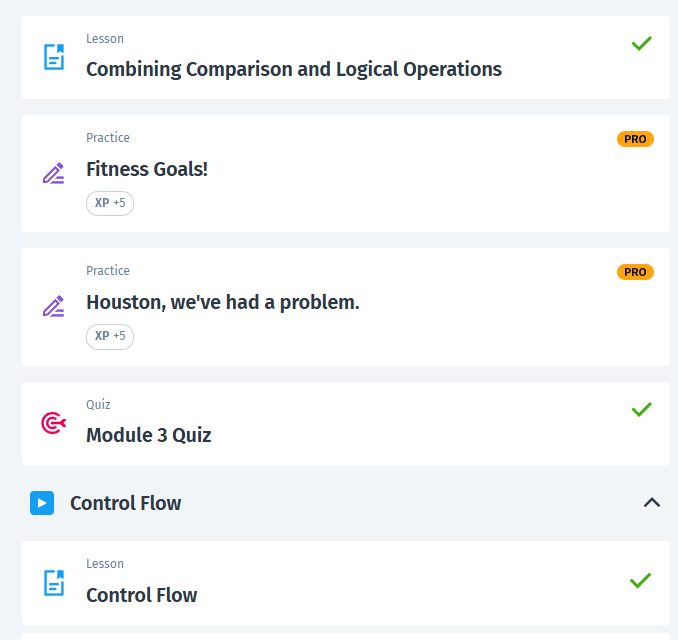 Lesson
Combining Comparison and Logical Operations
Practice
PRO
Fitness Goals!
XP +5
Practice
PRO
Houston, we've had a problem.
XP +5
Quiz
Module 3 Quiz
Control Flow
Lesson
Control Flow